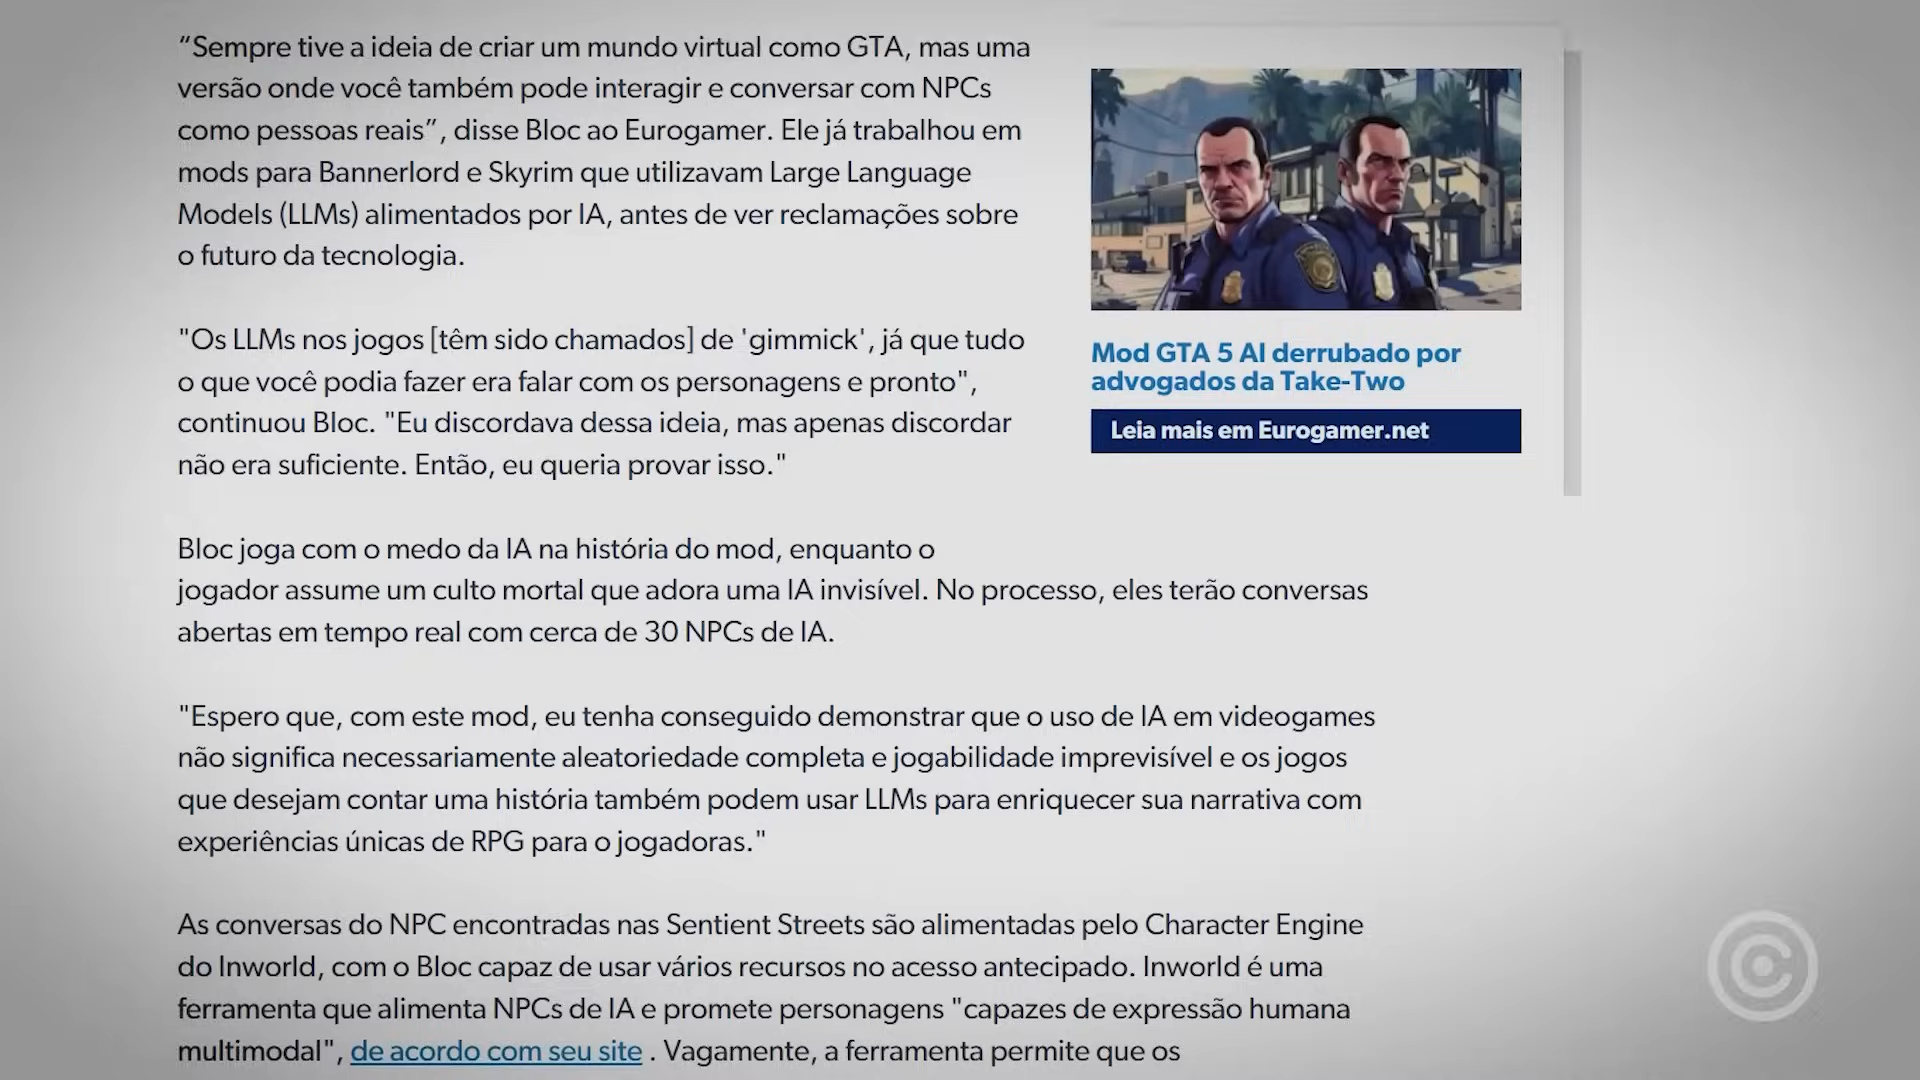 “Sempre tive a ideia de criar um mundo virtual como GTA, mas uma
versão onde você também pode interagir e conversar com NPCs
como pessoas reais”, disse Bloc ao Eurogamer. Ele já trabalhou em
mods para Bannerlord e Skyrim que utilizavam Large Language
Models (LLMs) alimentados por IA, antes de ver reclamações sobre
o futuro da tecnologia.
"Os LLMs nos jogos [têm sido chamados] de 'gimmick', já que tudo
o que você podia fazer era falar com os personagens e pronto",
continuou Bloc. "Eu discordava dessa ideia, mas apenas discordar
não era suficiente. Então, eu queria provar isso."
Mod GTA 5 AI derrubado por
advogados da Take-Two
Leia mais em Eurogamer.net
Bloc joga com o medo da IA na história do mod, enquanto o
jogador assume um culto mortal que adora uma IA invisível. No processo, eles terão conversas
abertas em tempo real com cerca de 30 NPCs de IA.
"Espero que, com este mod, eu tenha conseguido demonstrar que o uso de IA em videogames
não significa necessariamente aleatoriedade completa e jogabilidade imprevisível e os jogos
que desejam contar uma história também podem usar LLMs para enriquecer sua narrativa com
experiências únicas de RPG para o jogadoras."
As conversas do NPC encontradas nas Sentient Streets são alimentadas pelo Character Engine
do Inworld, com o Bloc capaz de usar vários recursos no acesso antecipado. Inworld é uma
ferramenta que alimenta NPCs de IA e promete personagens "capazes de expressão humana
multimodal", de acordo com seu site . Vagamente, a ferramenta permite que os